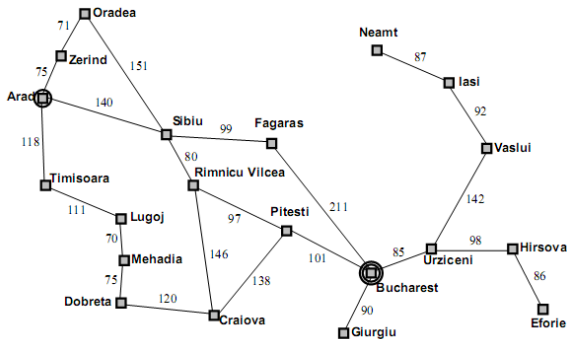 Oradea
71
Neamt
Zerind
87
75
151
Iasi
Arad
140
92
Sibiu
99
Fagaras
118
80
Vaslui
Timisoara
Rimnicu Vilcea
111
97
211
142
Lugoj
Pitesti
70
98
Hirsova
Mehadia
146
101
85
Urziceni
75
138
86
Bucharest
Dobreta
120
90
Craiova
Eforie
Giurgiu